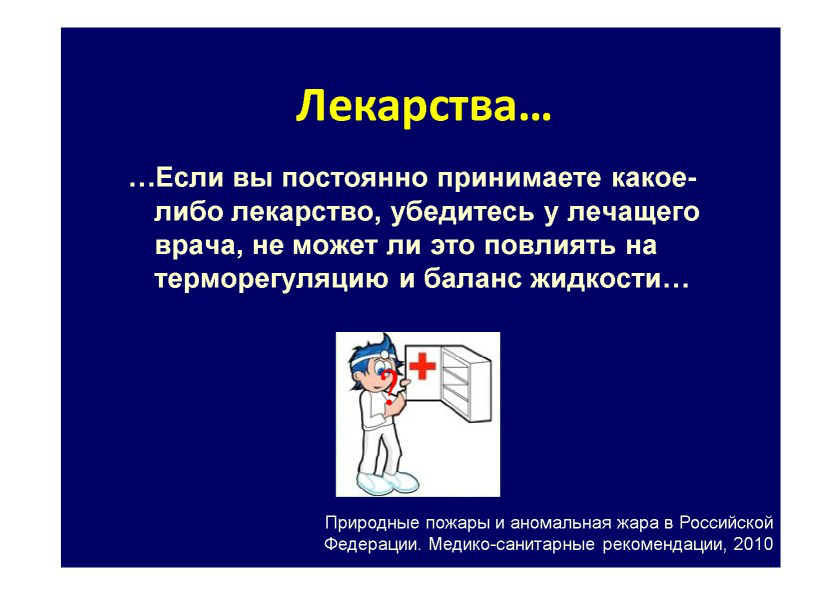 Лекарства…
…Если вы постоянно принимаете какое-
либо лекарство, убедитесь у лечащего
врача, не может ли это повлиять на
терморегуляцию и баланс жидкости…
?
Природные пожары и аномальная жара в Российской
Федерации. Медико-санитарные рекомендации, 2010